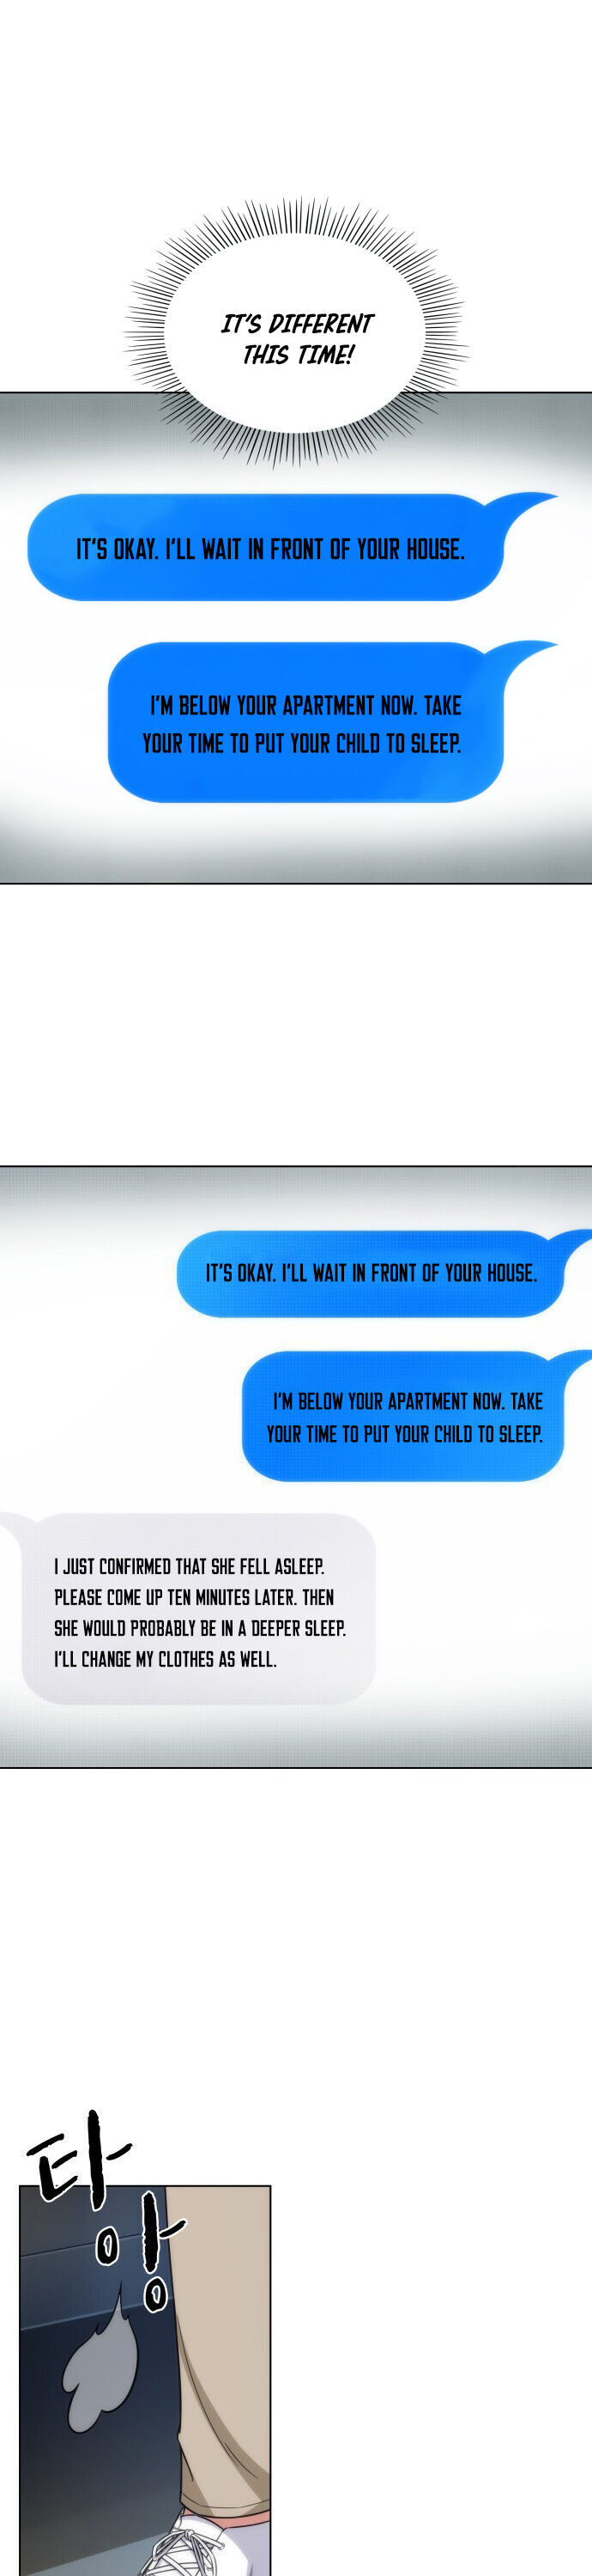 IT'S DIFFERENT
THIS TIME!
IT'S OKAY. I'LL WAIT IN FRONT OF YOUR HOUSE.
I'M BELOW YOUR APARTMENT NOW. TAKE
YOUR TIME TO PUT YOUR CHILD TO SLEEP.
IT'S OKAY. I'LL WAIT IN FRONT OF YOUR HOUSE.
I'M BELOW YOUR APARTMENT NOW. TAKE
YOUR TIME TO PUT YOUR CHILD TO SLEEP.
I JUST CONFIRMED THAT SHE FELL ASLEEP.
PLEASE COME UP TEN MINUTES LATER. THEN
SHE WOULD PROBABLY BE IN A DEEPER SLEEP.
I'LL CHANGE MY CLOTHES AS WELL.
타
앙